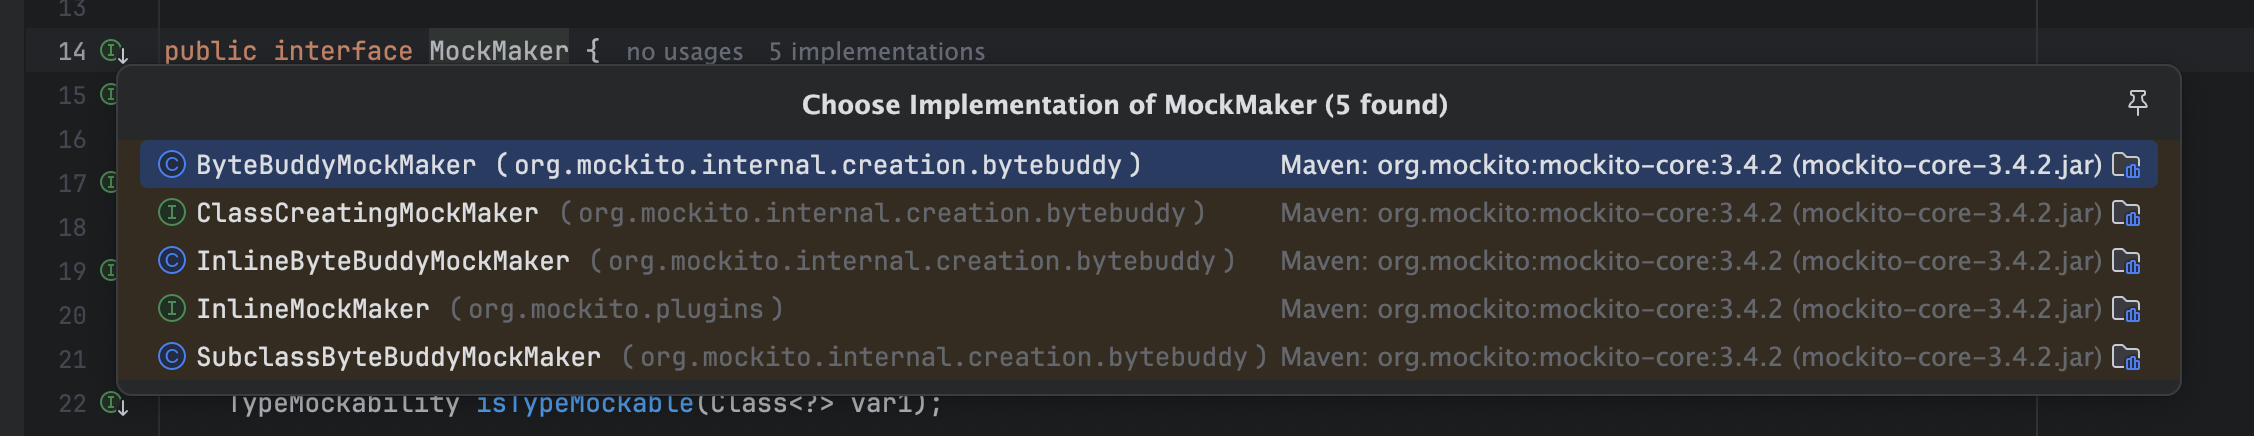 13
14 public interface MockMaker { no usages 5 implementations
15
Choose Implementation of MockMaker (5 found)
16
ByteBuddyMockMaker (org.mockito.internal.creation.bytebuddy) Maven: org.mockito:mockito-core:3.4.2 (mockito-core-3.4.2.jar)
17
ClassCreatingMockMaker (org.mockito.internal.creation.bytebuddy) Maven: org.mockito:mockito-core:3.4.2 (mockito-core-3.4.2.jar)
18
InlineByteBuddyMockMaker (org.mockito.internal.creation.bytebuddy) Maven: org.mockito:mockito-core:3.4.2 (mockito-core-3.4.2.jar)
19
InlineMockMaker (org.mockito.plugins) Maven: org.mockito:mockito-core:3.4.2 (mockito-core-3.4.2.jar)
20
SubclassByteBuddyMockMaker (org.mockito.internal.creation.bytebuddy) Maven: org.mockito:mockito-core:3.4.2 (mockito-core-3.4.2.jar)
21
22 TypeMockability isTypeMockable(Class<?> var1);